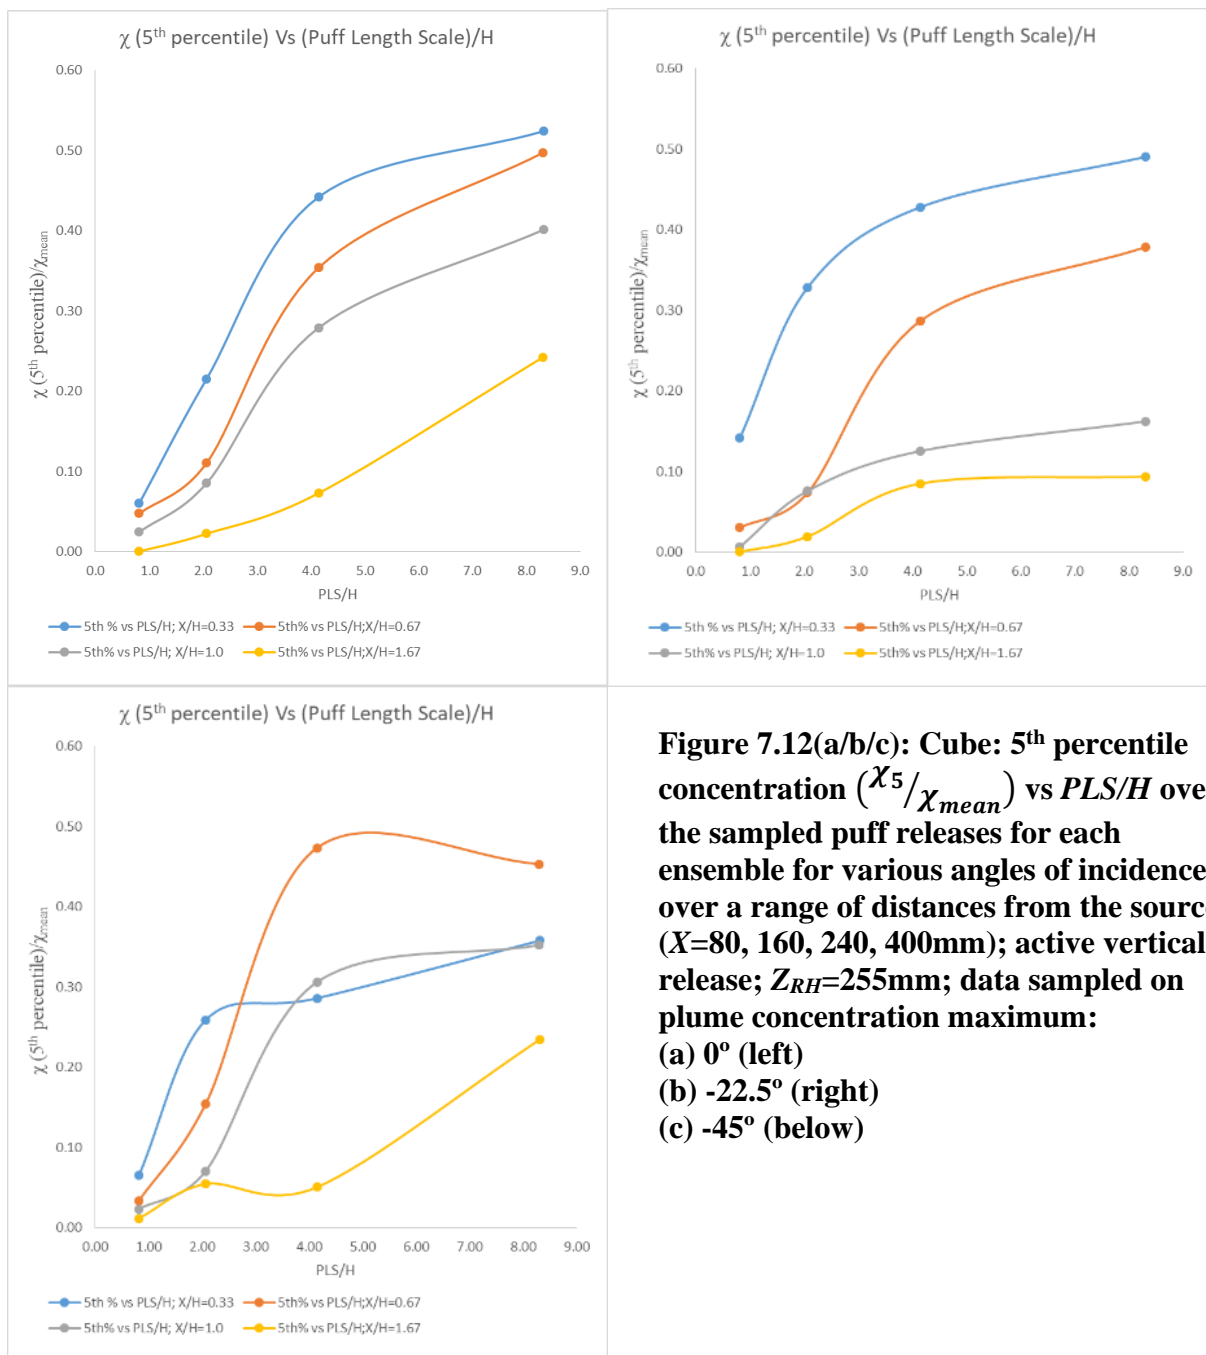 χ (5th percentile) Vs (Puff Length Scale)/H
0.60
0.50
0.40
0.30
0.20
0.10
0.00
χ (5th percentile)/χmean
0.0 1.0 2.0 3.0 4.0 5.0 6.0 7.0 8.0 9.0
PLS/H
5th % vs PLS/H; X/H=0.33 5th% vs PLS/H;X/H=0.67
5th% vs PLS/H; X/H=1.0 5th% vs PLS/H;X/H=1.67
χ (5th percentile) Vs (Puff Length Scale)/H
0.60
0.50
0.40
0.30
0.20
0.10
0.00
χ (5th percentile)/χmean
0.0 1.0 2.0 3.0 4.0 5.0 6.0 7.0 8.0 9.0
PLS/H
5th % vs PLS/H; X/H=0.33 5th% vs PLS/H;X/H=0.67
5th% vs PLS/H; X/H=1.0 5th% vs PLS/H;X/H=1.67
χ (5th percentile) Vs (Puff Length Scale)/H
0.60
0.50
0.40
0.30
0.20
0.10
0.00
χ (5th percentile)/χmean
0.00 1.00 2.00 3.00 4.00 5.00 6.00 7.00 8.00 9.00
PLS/H
5th % vs PLS/H; X/H=0.33 5th% vs PLS/H;X/H=0.67
5th% vs PLS/H; X/H=1.0 5th% vs PLS/H;X/H=1.67
Figure 7.12(a/b/c): Cube: 5th percentile
concentration (χ5/χmean) vs PLS/H ove
the sampled puff releases for each
ensemble for various angles of incidence
over a range of distances from the sourc
(X=80, 160, 240, 400mm); active vertical
release; ZRH=255mm; data sampled on
plume concentration maximum:
(a) 0º (left)
(b) -22.5º (right)
(c) -45º (below)